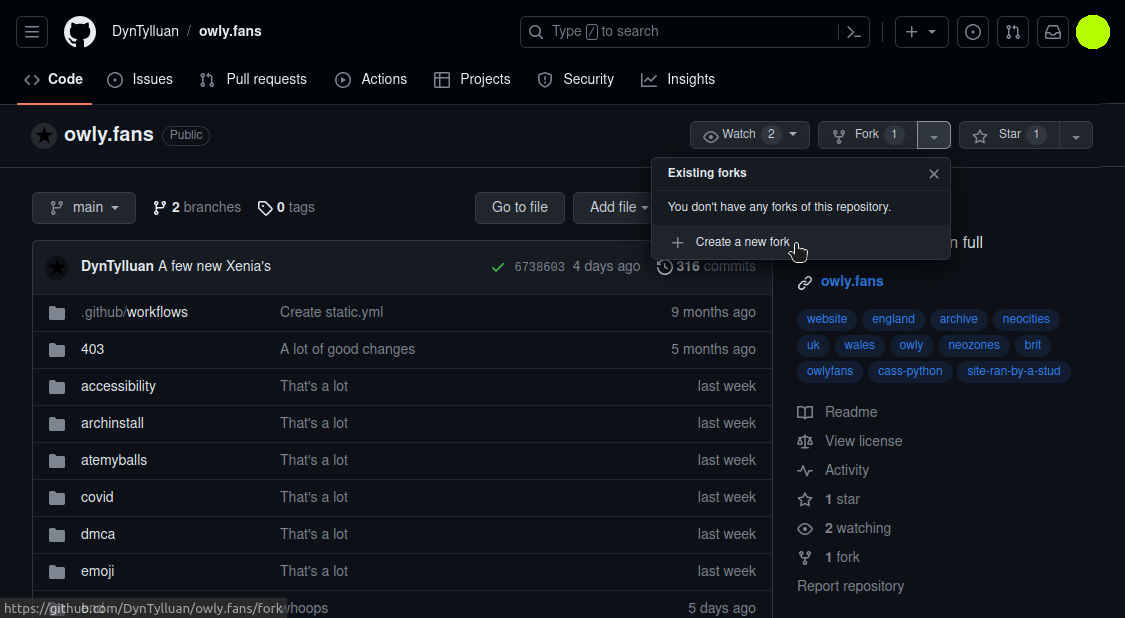 DynTylluan / owly.fans
Type / to search
Code Issues Pull requests Actions Projects Security Insights
owly.fans Public
Watch 2 Fork 1 Star 1
Existing forks
You don't have any forks of this repository.
Create a new fork
main 2 branches 0 tags Go to file Add file
n full
DynTylluan A few new Xenia's 6738603 4 days ago 316 commits
.github/workflows Create static.yml 9 months ago
403 A lot of good changes 5 months ago
accessibility That's a lot last week
archinstall That's a lot last week
atemyballs That's a lot last week
covid That's a lot last week
dmca That's a lot last week
emoji That's a lot last week
whoops 5 days ago
owly.fans
website england archive neocities
uk wales owly neozones brit
owlyfans cass-python site-ran-by-a-stud
Readme
View license
Activity
1 star
2 watching
1 fork
Report repository
https://github.com/DynTylluan/owly.fans/fork